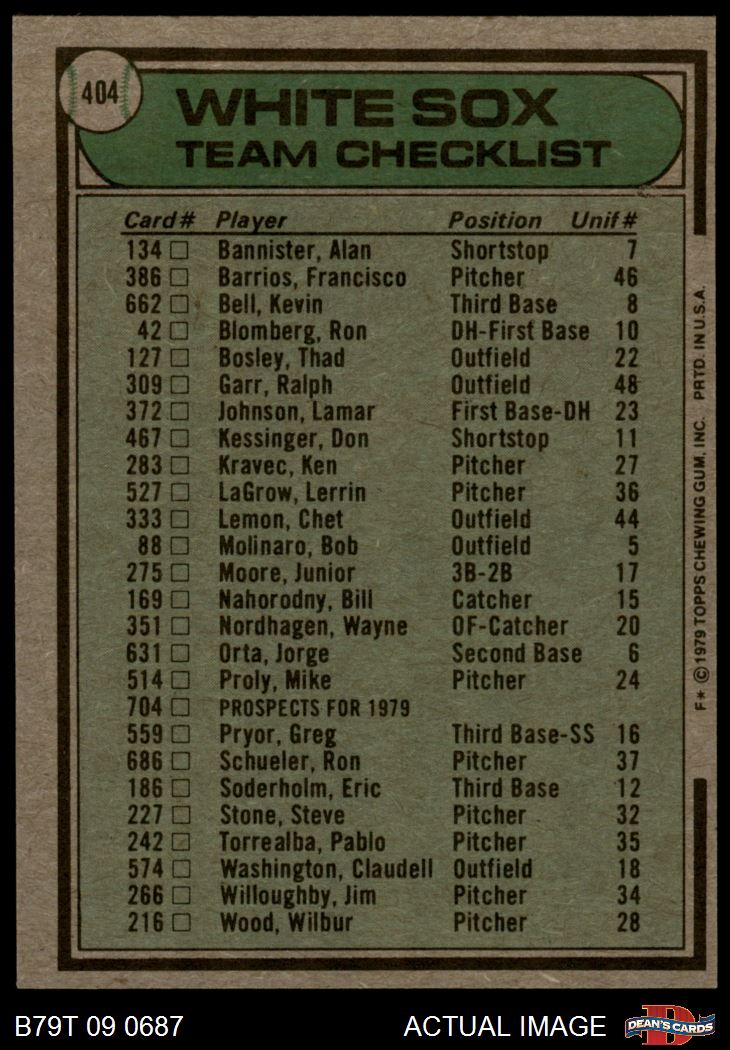 404
WHITE SOX
TEAM CHECKLIST
Card# Player Position Unif#
134 □ Bannister, Alan Shortstop 7
386 □ Barrios, Francisco Pitcher 46
662 □ Bell, Kevin Third Base 8
42 □ Blomberg, Ron DH-First Base 10
127 □ Bosley, Thad Outfield 22
309 □ Garr, Ralph Outfield 48
372 □ Johnson, Lamar First Base-DH 23
467 □ Kessinger, Don Shortstop 11
283 □ Kravec, Ken Pitcher 27
527 □ LaGrow, Lerrin Pitcher 36
333 □ Lemon, Chet Outfield 44
88 □ Molinaro, Bob Outfield 5
275 □ Moore, Junior 3B-2B 17
169 □ Nahorodny, Bill Catcher 15
351 □ Nordhagen, Wayne OF-Catcher 20
631 □ Orta, Jorge Second Base 6
514 □ Proly, Mike Pitcher 24
704 □ PROSPECTS FOR 1979
559 □ Pryor, Greg Third Base-SS 16
686 □ Schueler, Ron Pitcher 37
186 □ Soderholm, Eric Third Base 12
227 □ Stone, Steve Pitcher 32
242 □ Torrealba, Pablo Pitcher 35
574 □ Washington, Claudell Outfield 18
266 □ Willoughby, Jim Pitcher 34
216 □ Wood, Wilbur Pitcher 28
F* © 1979 TOPPS CHEWING GUM, INC. PRTD. IN U.S.A.
B79T 09 0687 ACTUAL IMAGE
D
DEAN'S CARDS